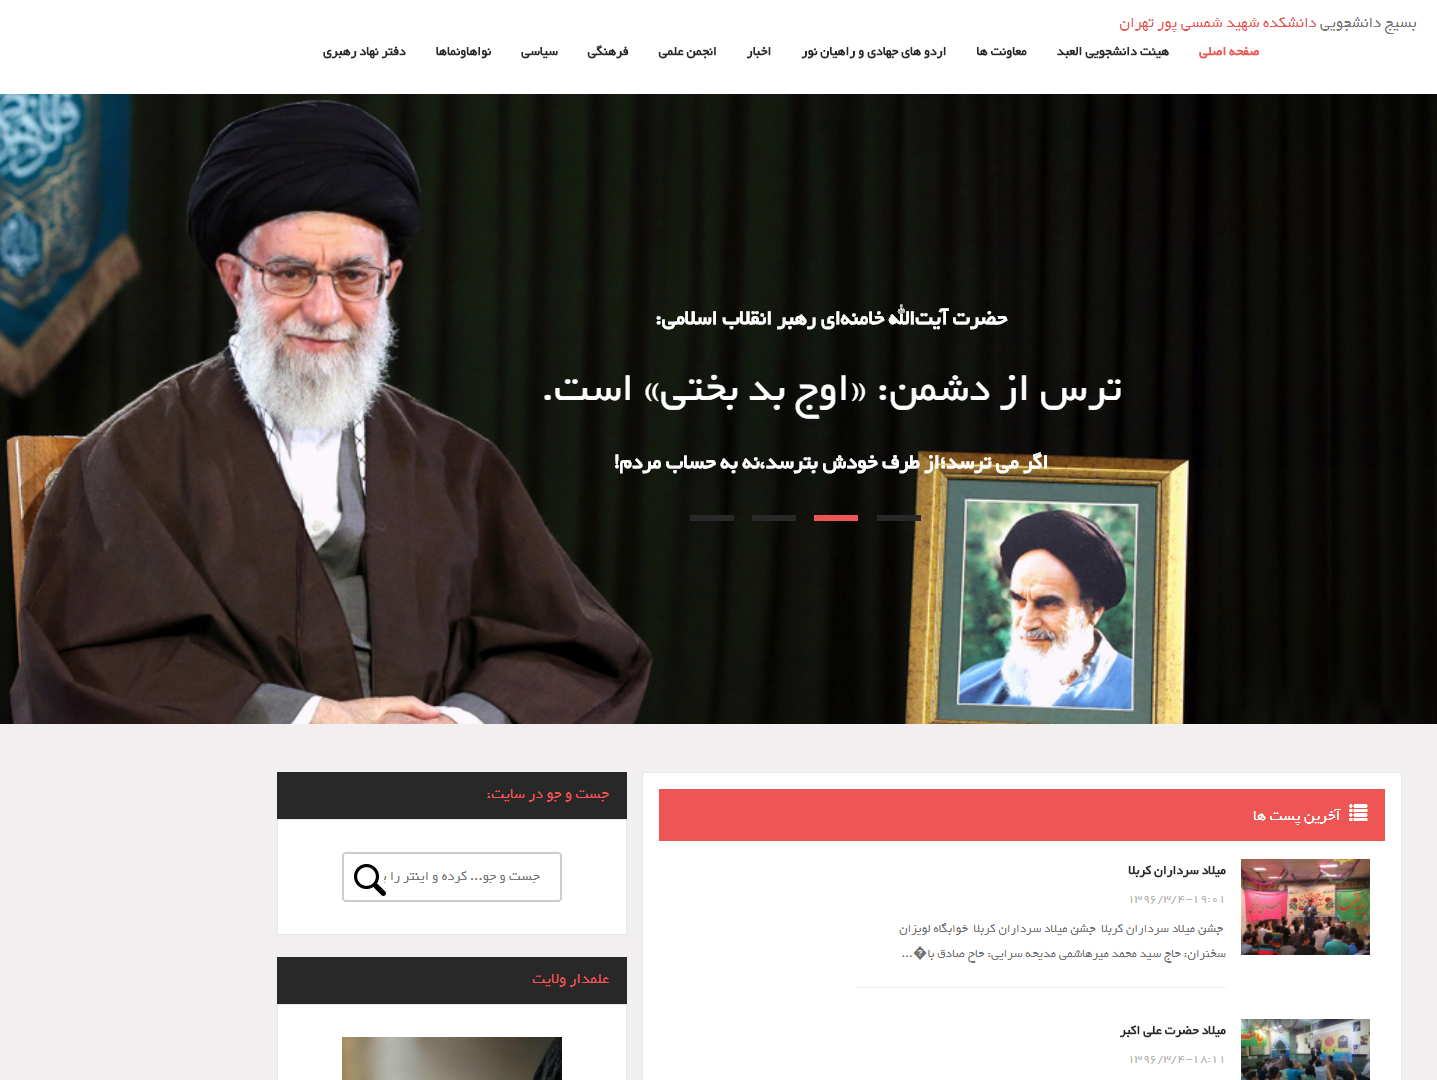 بسیج دانشجویی دانشکده شهید شمسی پور تهران
صفحه اصلی هیئت دانشجویی العبد معاونت ها اردو های جهادی و راهیان نور اخبار انجمن علمی فرهنگی سیاسی نواهاونماها دفتر نهاد رهبری
حضرت آیت‌الله خامنه‌ای رهبر انقلاب اسلامی:
ترس از دشمن: «اوج بد بختی» است.
اگر می ترسد؛از طرف خودش بترسد،نه به حساب مردم!
آخرین پست ها
میلاد سرداران کربلا
۱۳۹۶/۳/۴-۱۹:۰۱
جشن میلاد سرداران کربلا جشن میلاد سرداران کربلا خوابگاه لویزان
سخنران: حاج سید محمد میرهاشمی مدیحه سرایی: حاج صادق با�...
میلاد حضرت علی اکبر
۱۳۹۶/۳/۴-۱۸:۱۱
جست و جو در سایت:
جست و جو... کرده و اینتر را
علمدار ولایت